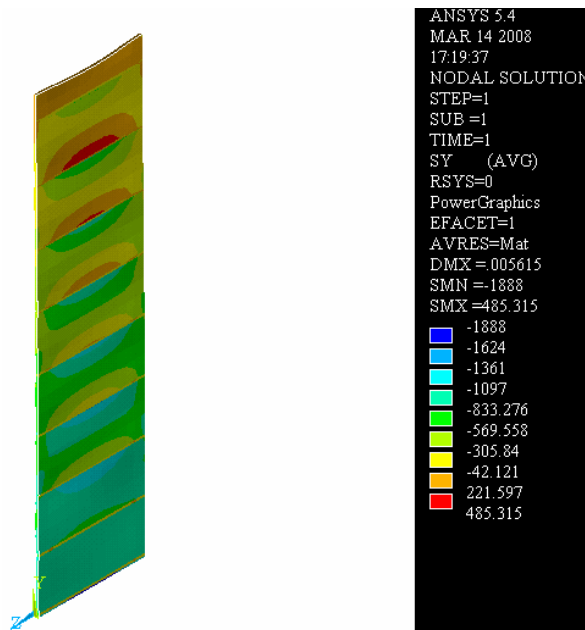 ANSYS 5.4
MAR 14 2008
17:19:37
NODAL SOLUTION
STEP=1
SUB =1
TIME=1
SY (AVG)
RSYS=0
PowerGraphics
EFACET=1
AVRES=Mat
DMX =.005615
SMN =-1888
SMX =485.315
-1888
-1624
-1361
-1097
-833.276
-569.558
-305.84
-42.121
221.597
485.315
Y
Z